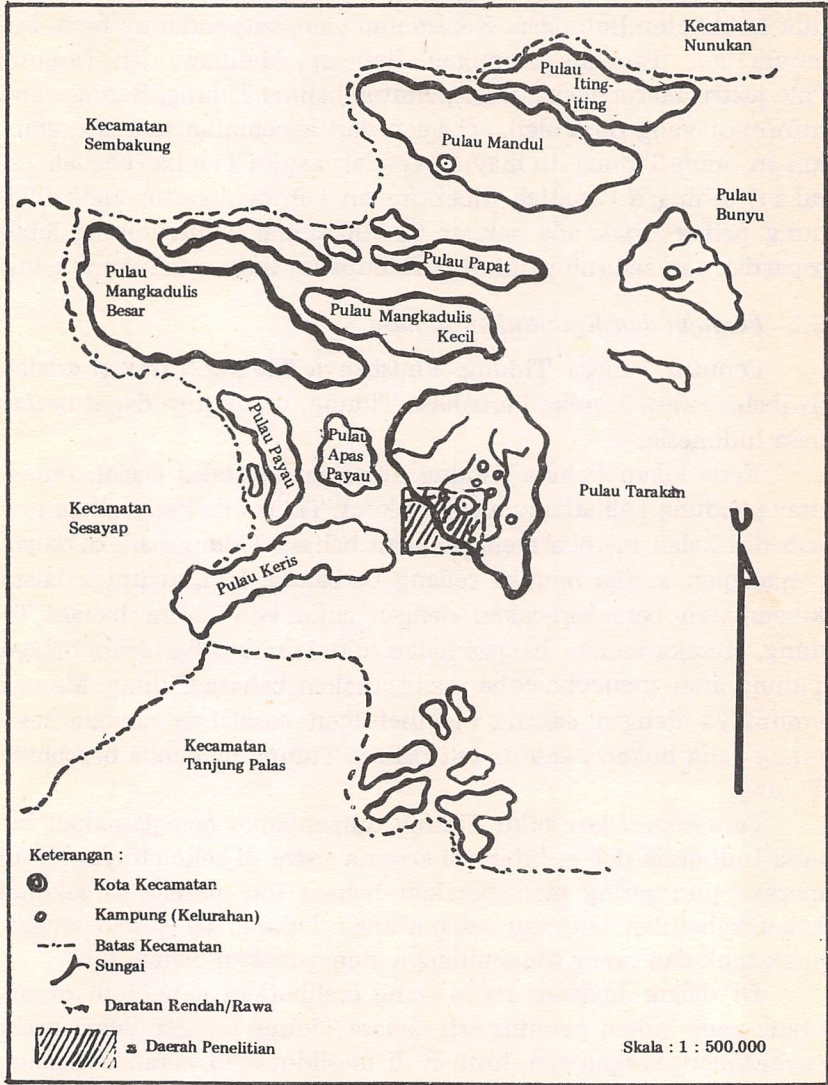 Kecamatan
Nunukan
Pulau
Iting-
iting
Kecamatan
Sembakung
Pulau Mandul
Pulau
Bunyu
Pulau Papat
Pulau
Mangkadulis
Besar
Pulau Mangkadulis
Kecil
Pulau Payau
Pulau
Apas
Payau
Pulau Tarakan
Kecamatan
Sesayap
Pulau Keris
Kecamatan
Tanjung Palas
Keterangan :
Kota Kecamatan
Kampung (Kelurahan)
Batas Kecamatan
Sungai
Daratan Rendah/Rawa
= Daerah Penelitian
Skala : 1 : 500.000